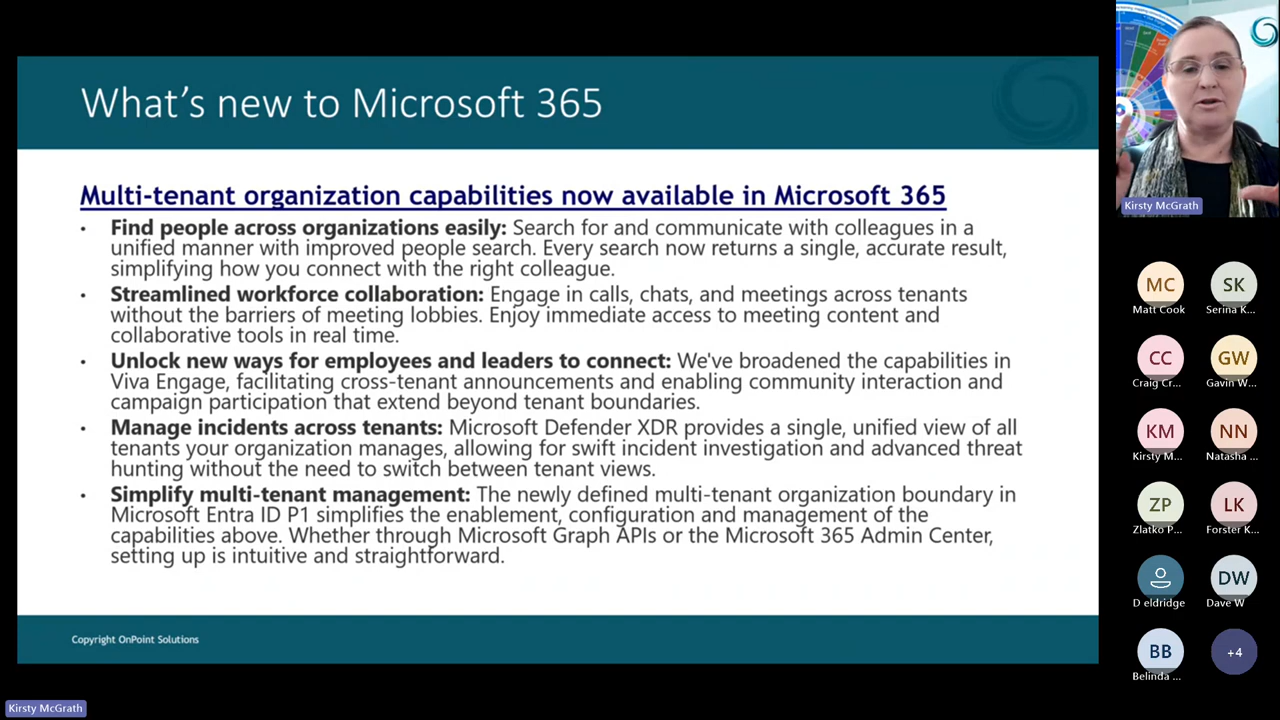 What's new to Microsoft 365
Multi-tenant organization capabilities now available in Microsoft 365
• Find people across organizations easily: Search for and communicate with colleagues in a
unified manner with improved people search. Every search now returns a single, accurate result,
simplifying how you connect with the right colleague.
• Streamlined workforce collaboration: Engage in calls, chats, and meetings across tenants
without the barriers of meeting lobbies. Enjoy immediate access to meeting content and
collaborative tools in real time.
• Unlock new ways for employees and leaders to connect: We've broadened the capabilities in
Viva Engage, facilitating cross-tenant announcements and enabling community interaction and
campaign participation that extend beyond tenant boundaries.
• Manage incidents across tenants: Microsoft Defender XDR provides a single, unified view of all
tenants your organization manages, allowing for swift incident investigation and advanced threat
hunting without the need to switch between tenant views.
• Simplify multi-tenant management: The newly defined multi-tenant organization boundary in
Microsoft Entra ID P1 simplifies the enablement, configuration and management of the
capabilities above. Whether through Microsoft Graph APIs or the Microsoft 365 Admin Center,
setting up is intuitive and straightforward.
Copyright OnPoint Solutions
Kirsty McGrath
Kirsty McGrath
MC
Matt Cook
SK
Serina K...
CC
Craig Cr...
GW
Gavin W...
KM
Kirsty M...
NN
Natasha ...
ZP
Zlatko P...
LK
Forster K...
D eldridge
DW
Dave W
BB
Belinda ...
+4